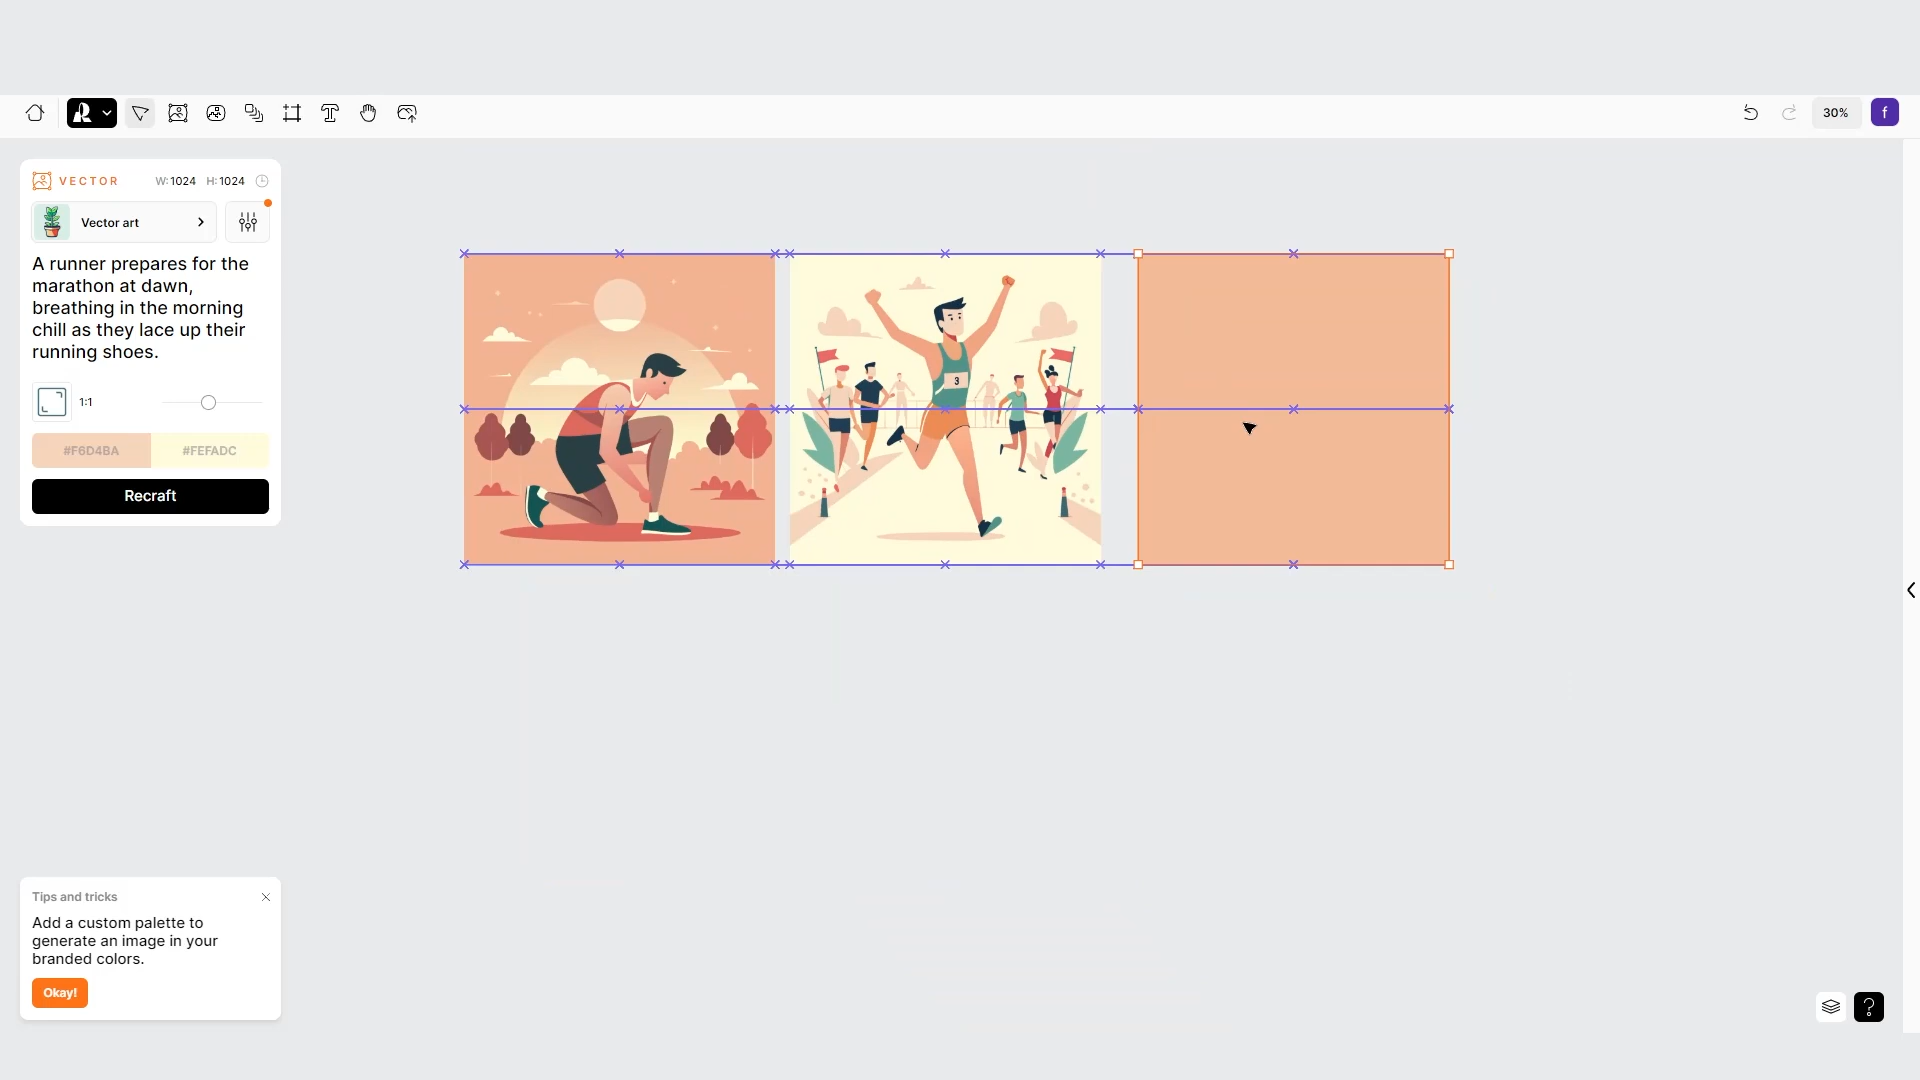 30%
f
VECTOR
W: 1024 H: 1024
Vector art
A runner prepares for the
marathon at dawn,
breathing in the morning
chill as they lace up their
running shoes.
1:1
#F6D4BA #FEFADC
Recraft
3
Tips and tricks
Add a custom palette to
generate an image in your
branded colors.
Okay!
?